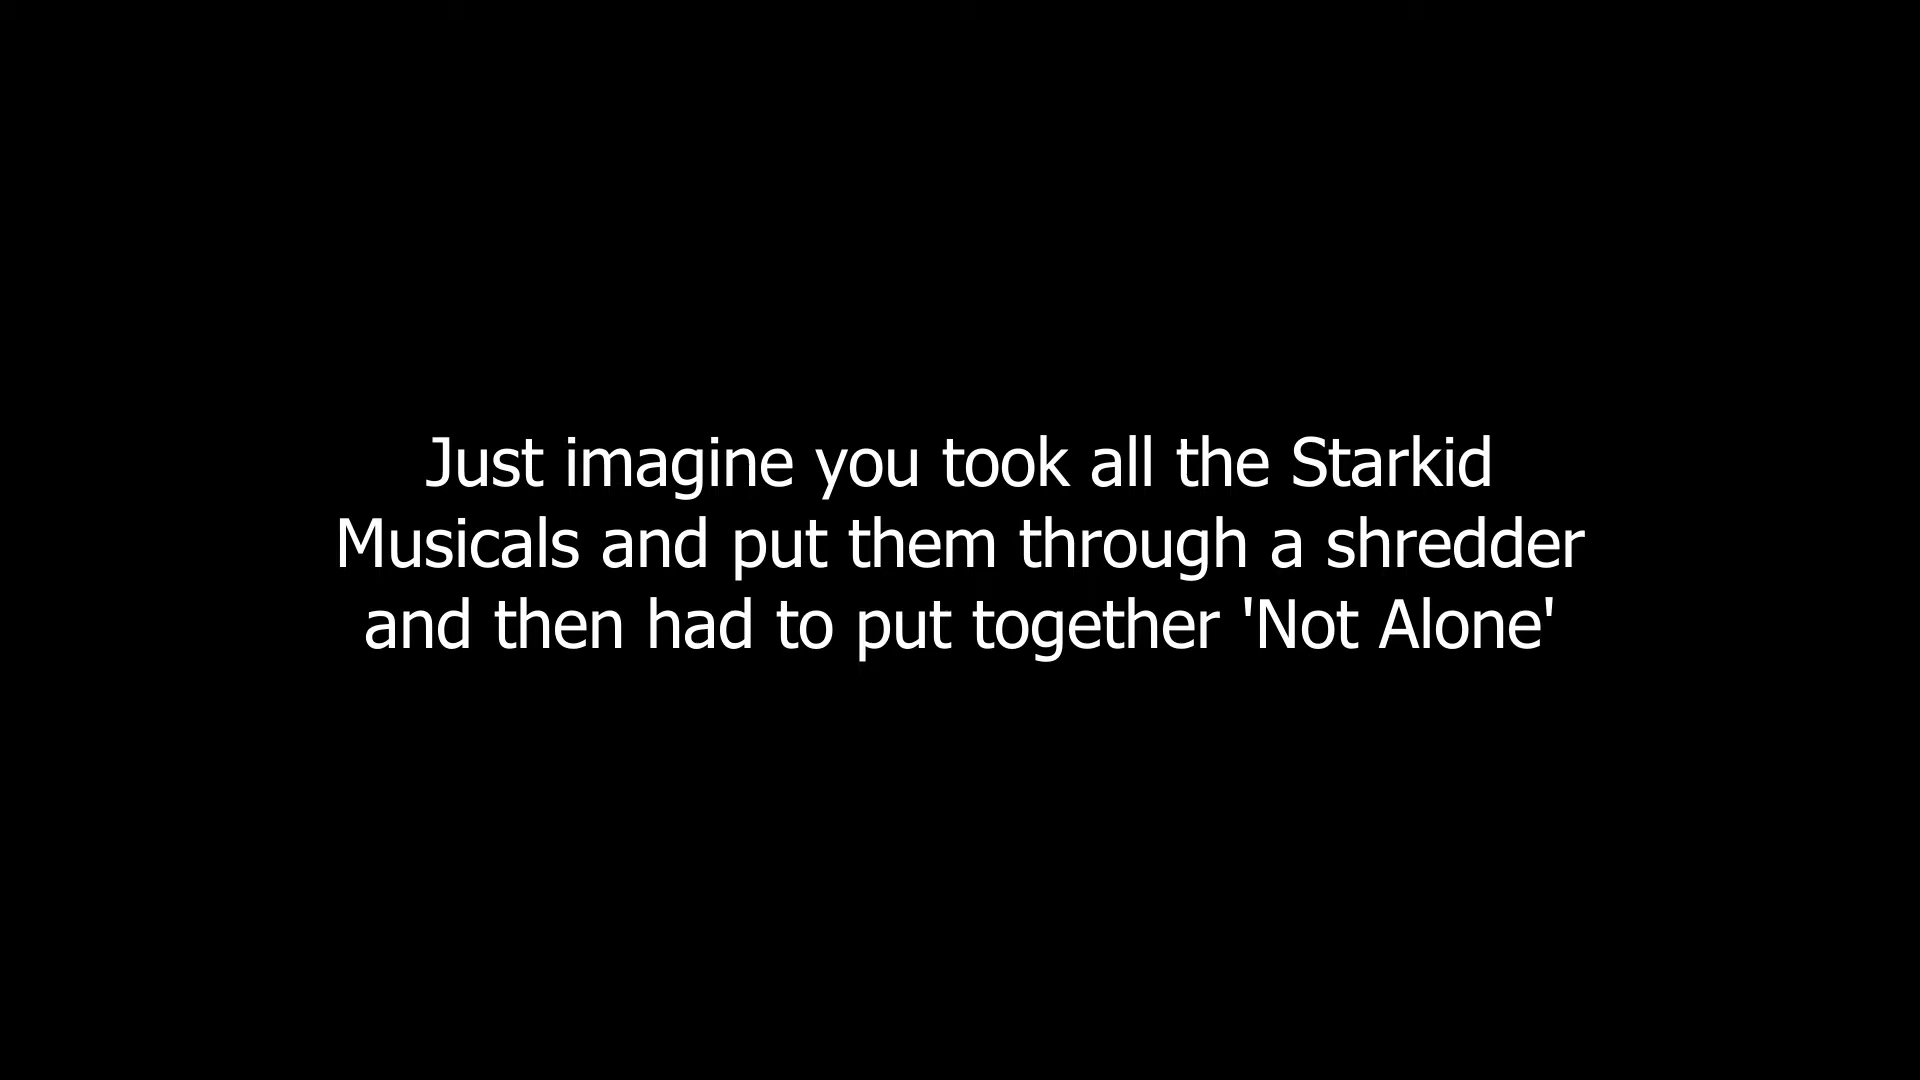 Just imagine you took all the Starkid
Musicals and put them through a shredder
and then had to put together 'Not Alone'